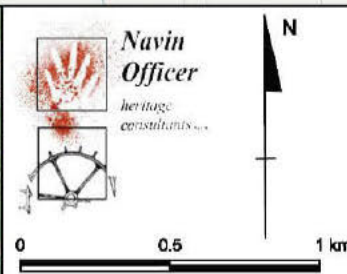 Navin
Officer
heritage
consultants
N
0 0.5 1 km